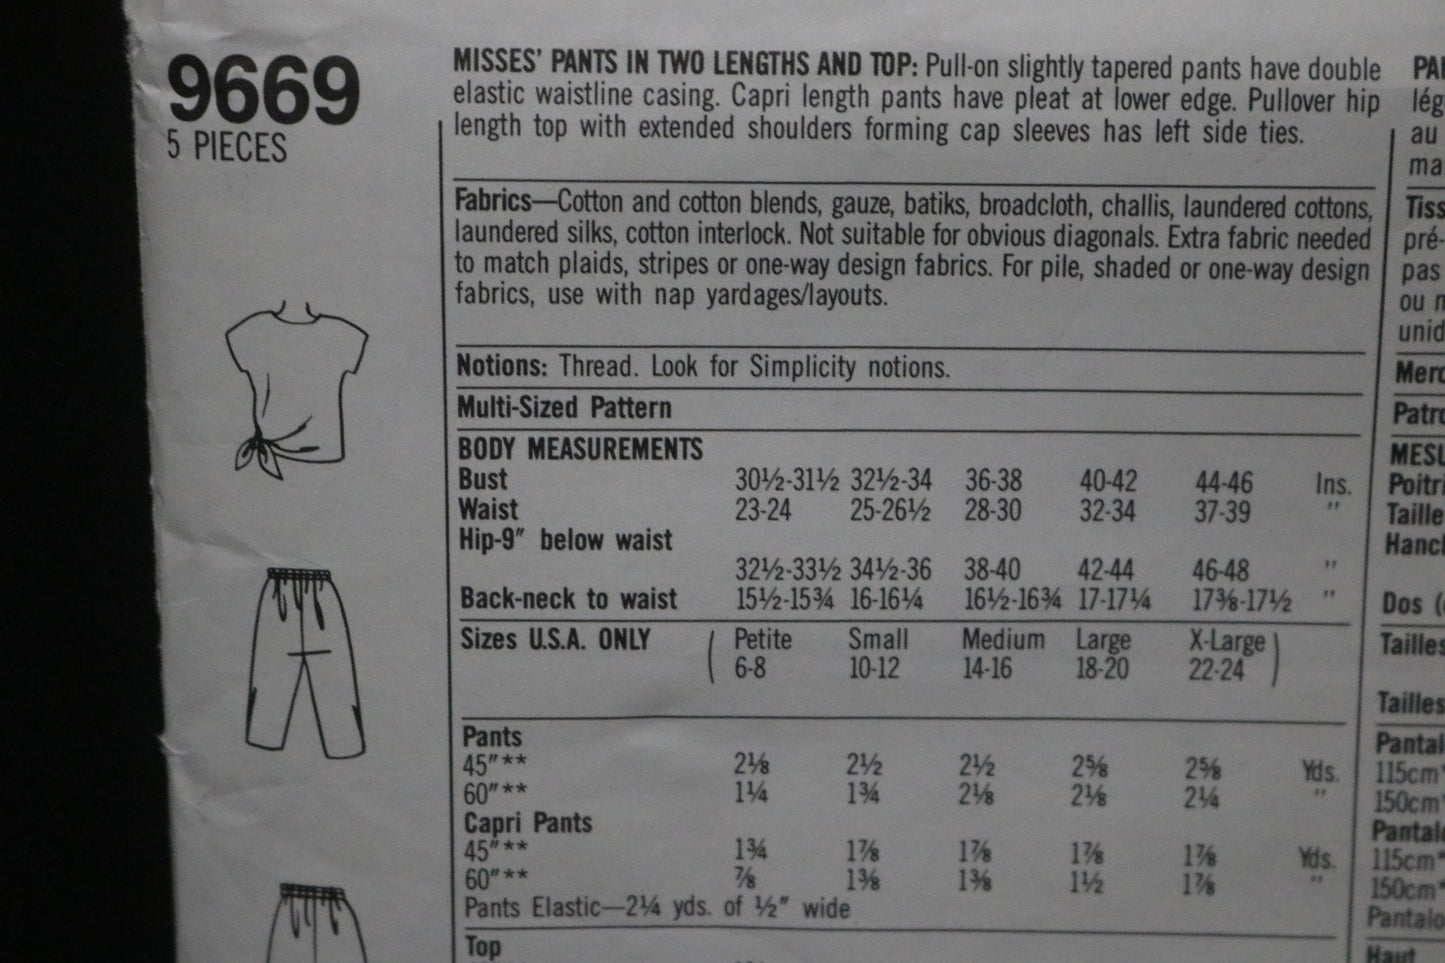 9669
5 PIECES
MISSES' PANTS IN TWO LENGTHS AND TOP: Pull-on slightly tapered pants have double
elastic waistline casing. Capri length pants have pleat at lower edge. Pullover hip
length top with extended shoulders forming cap sleeves has left side ties.
Fabrics—Cotton and cotton blends, gauze, batiks, broadcloth, challis, laundered cottons,
laundered silks, cotton interlock. Not suitable for obvious diagonals. Extra fabric needed
to match plaids, stripes or one-way design fabrics. For pile, shaded or one-way design
fabrics, use with nap yardages/layouts.
Notions: Thread. Look for Simplicity notions.
Multi-Sized Pattern
BODY MEASUREMENTS
Bust 30½-31½ 32½-34 36-38 40-42 44-46 Ins.
Waist 23-24 25-26½ 28-30 32-34 37-39 "
Hip-9" below waist
32½-33½ 34½-36 38-40 42-44 46-48 "
Back-neck to waist 15½-15¾ 16-16¼ 16½-16¾ 17-17¼ 17⅜-17½ "
Sizes U.S.A. ONLY ( Petite Small Medium Large X-Large )
6-8 10-12 14-16 18-20 22-24
Pants
45"** 2⅛ 2½ 2½ 2⅝ 2⅝ Yds.
60"** 1¼ 1¾ 2⅛ 2⅛ 2¼ "
Capri Pants
45"** 1¾ 1⅞ 1⅞ 1⅞ 1⅞ Yds.
60"** ⅞ 1⅜ 1⅜ 1½ 1⅞ "
Pants Elastic—2¼ yds. of ½" wide
Top
lég
au
ma
Tiss
pré-
pas
ou
unid
Merc
Patro
MESU
Poitri
Taille
Hancl
Dos (
Tailles
Tailles
Pantal
115cm*
150cm*
Pantalo
115cm*
150cm*
Pantalo
Haut